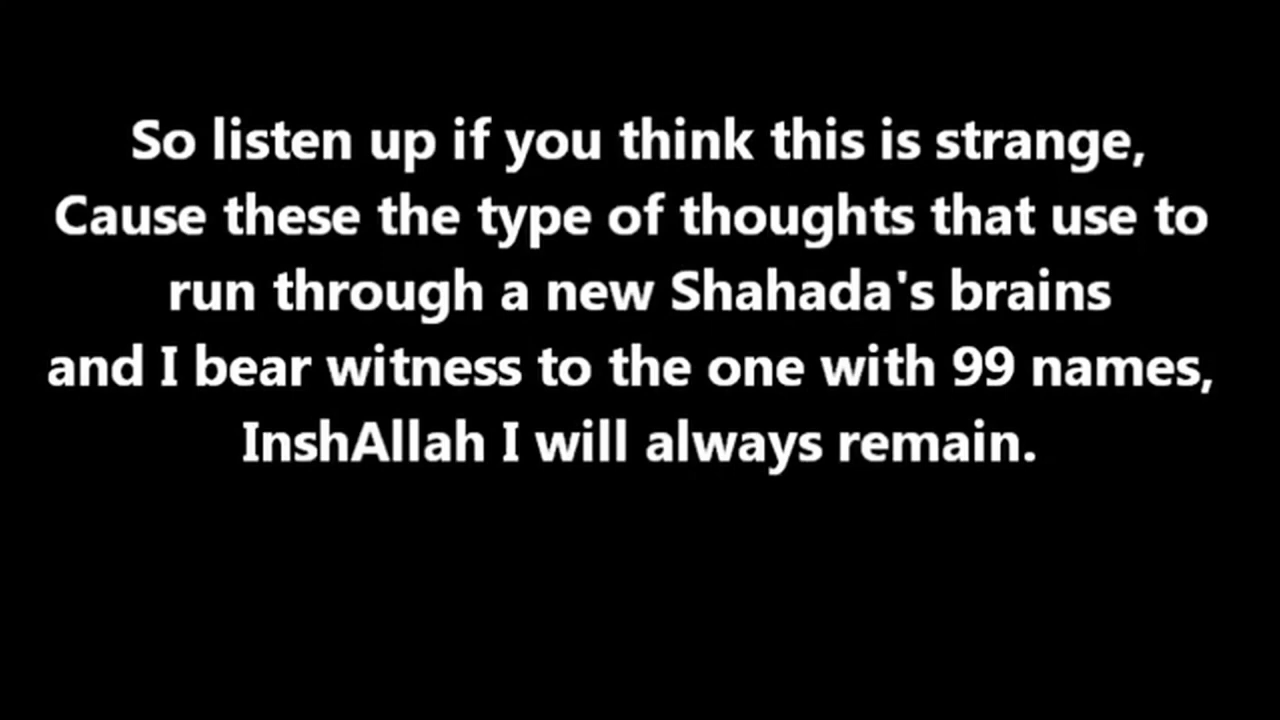 So listen up if you think this is strange,
Cause these the type of thoughts that use to
run through a new Shahada's brains
and I bear witness to the one with 99 names,
InshAllah I will always remain.